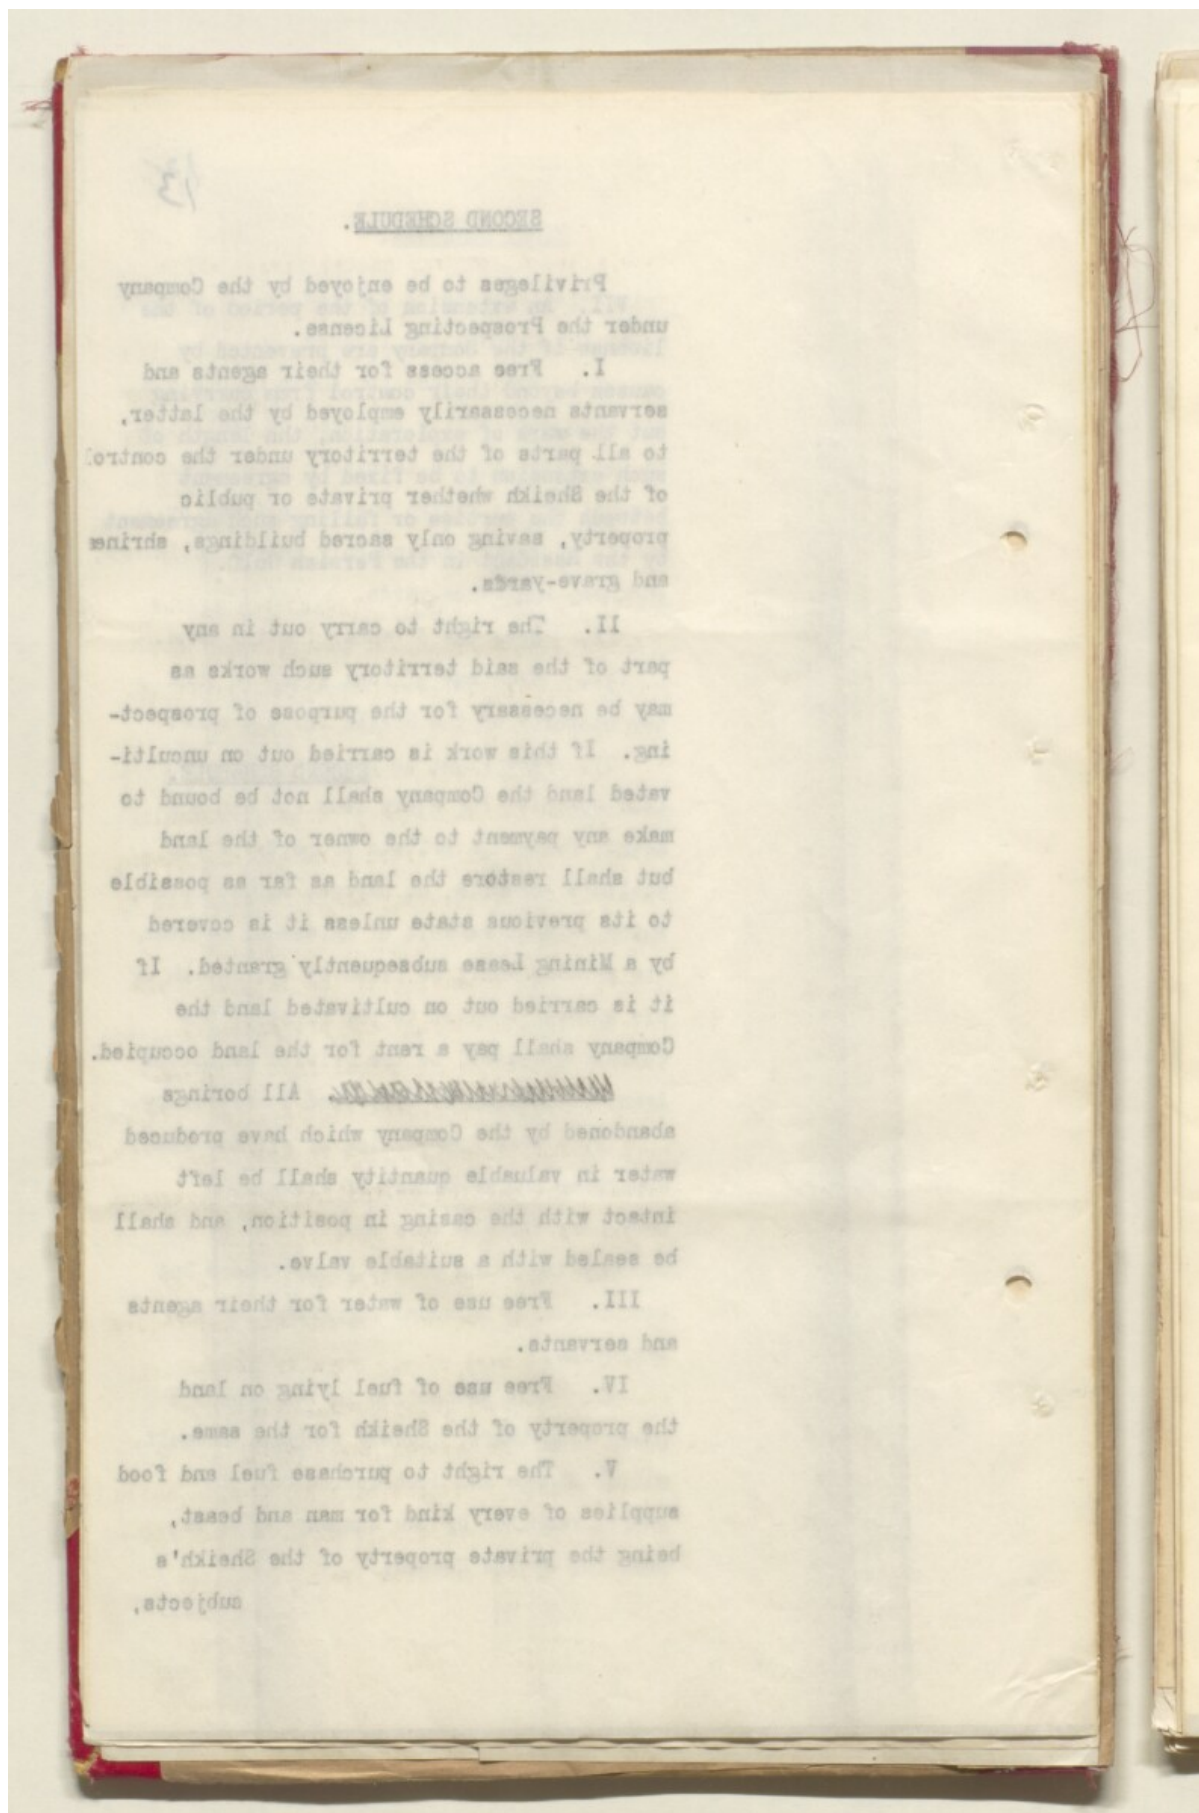 13
SECOND SCHEDULE.
Privileges to be enjoyed by the Company
under the Prospecting License.
I. Free access for their agents and
servants necessarily employed by the latter,
to all parts of the territory under the control
of the Sheikh whether private or public
property, saving only sacred buildings, shrines
and grave-yards.
II. The right to carry out in any
part of the said territory such works as
may be necessary for the purpose of prospect-
ing. If this work is carried out on unculti-
vated land the Company shall not be bound to
make any payment to the owner of the land
but shall restore the land as far as possible
to its previous state unless it is covered
by a Mining Lease subsequently granted. If
it is carried out on cultivated land the
Company shall pay a rent for the land occupied.
All borings
abandoned by the Company which have produced
water in valuable quantity shall be left
intact with the casing in position, and shall
be sealed with a suitable valve.
III. Free use of water for their agents
and servants.
IV. Free use of fuel lying on land
the property of the Sheikh for the same.
V. The right to purchase fuel and food
supplies of every kind for man and beast,
being the private property of the Sheikh's
subjects,